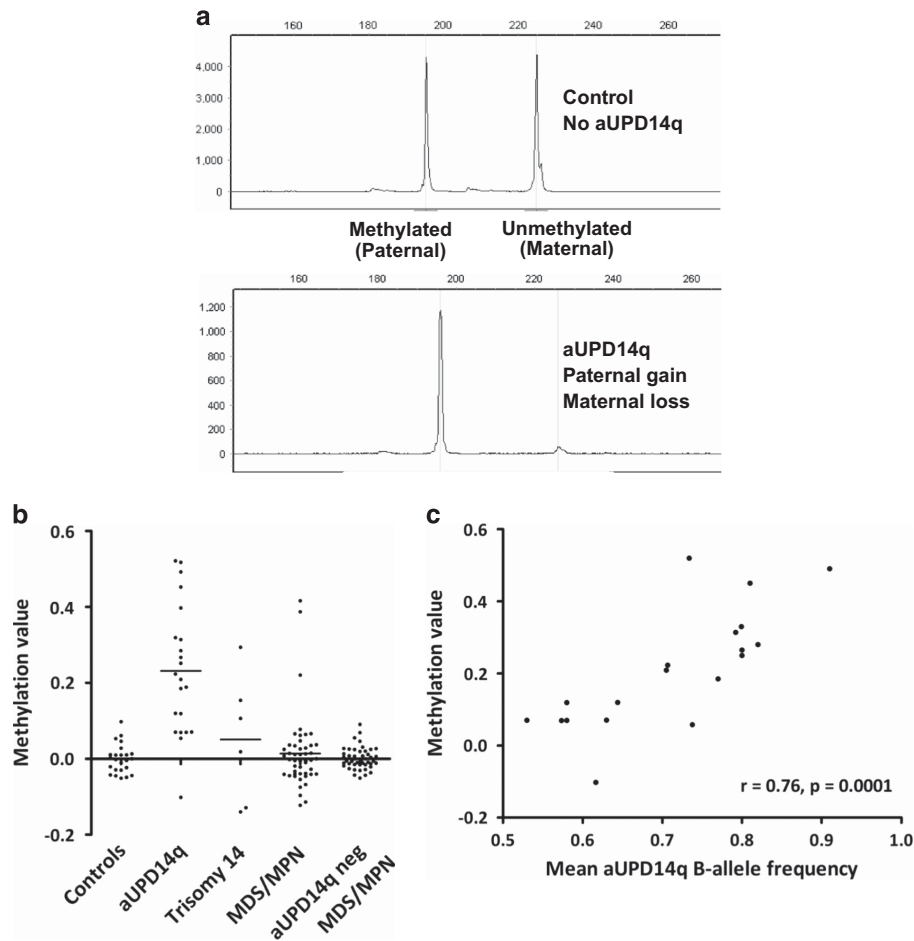 a
160 180 200 220 240 260
4,000
3,000
2,000
1,000
0
Control
No aUPD14q
Methylated
(Paternal)
Unmethylated
(Maternal)
160 180 200 220 240 260
1,200
1,000
800
600
400
200
0
aUPD14q
Paternal gain
Maternal loss
b
0.6
0.4
0.2
0.0
-0.2
Methylation value
Controls
aUPD14q
Trisomy 14
MDS/MPN
aUPD14q neg
MDS/MPN
c
0.6
0.4
0.2
0.0
-0.2
Methylation value
r = 0.76, p = 0.0001
0.5 0.6 0.7 0.8 0.9 1.0
Mean aUPD14q B-allele frequency